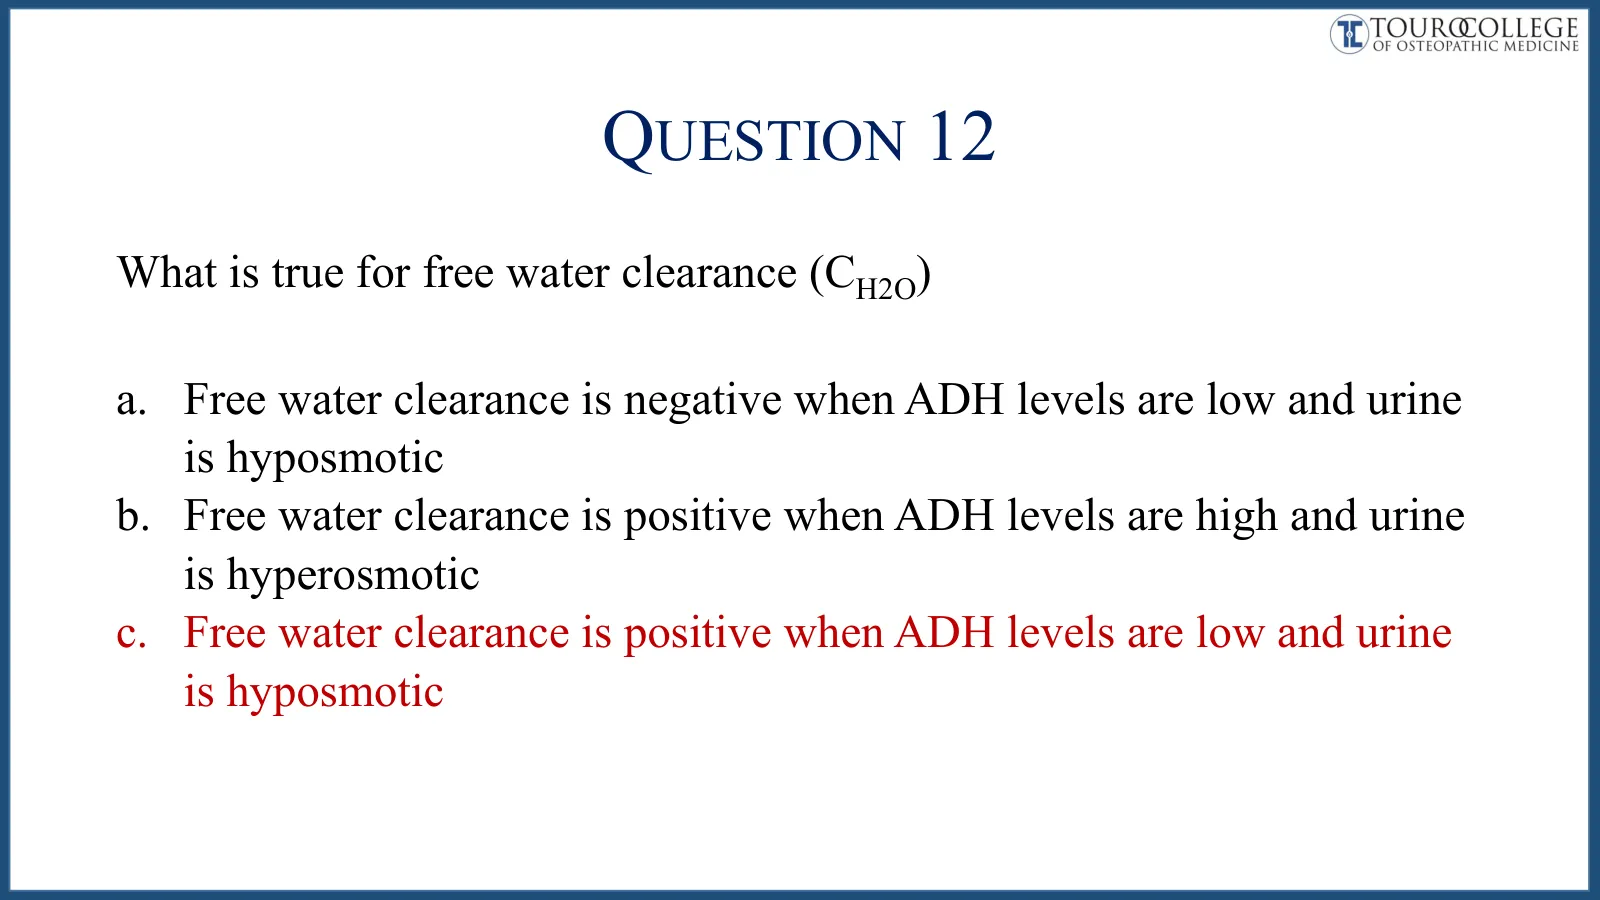 TOURO COLLEGE
OF OSTEOPATHIC MEDICINE
QUESTION 12
What is true for free water clearance (CH2O)
a. Free water clearance is negative when ADH levels are low and urine
is hyposmotic
b. Free water clearance is positive when ADH levels are high and urine
is hyperosmotic
c. Free water clearance is positive when ADH levels are low and urine
is hyposmotic